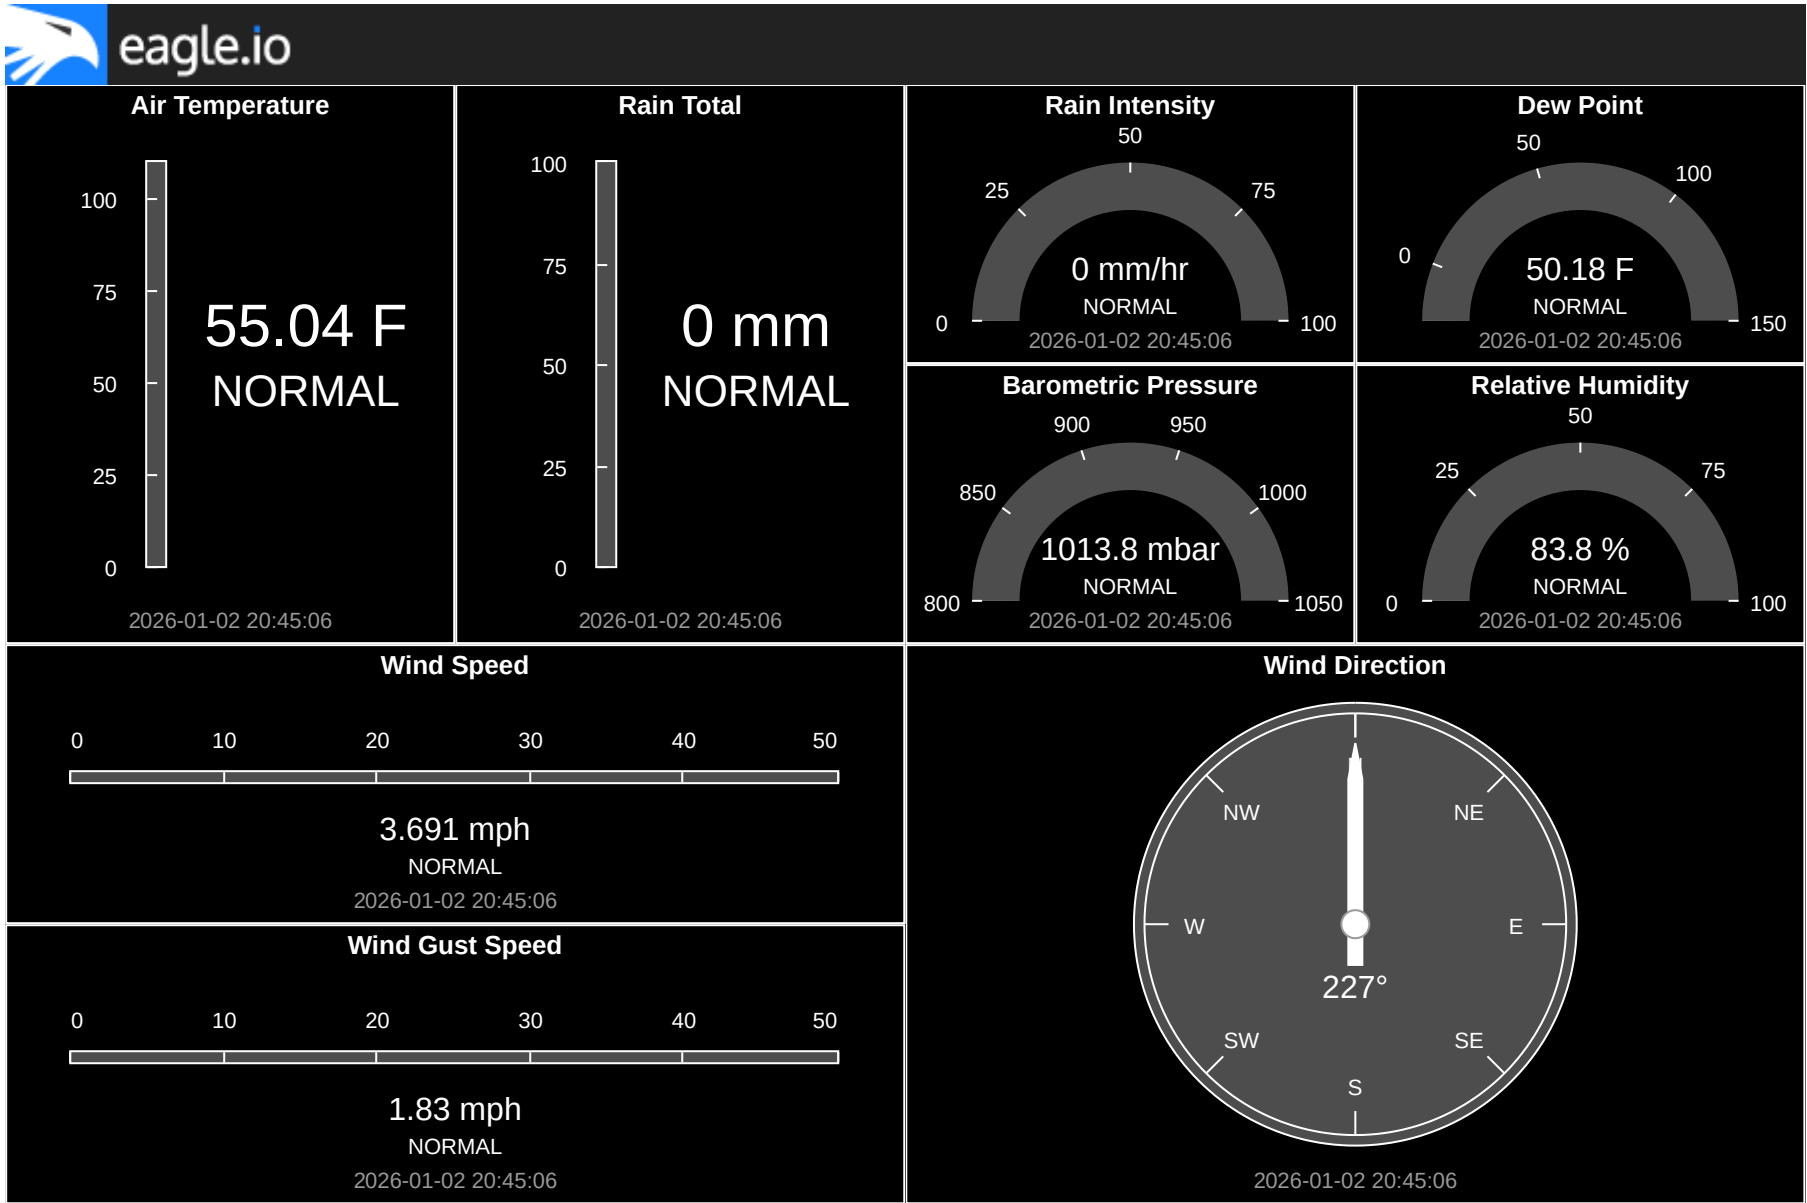 eagle.io
Air Temperature
100
75
50
25
0
55.04 F
NORMAL
2026-01-02 20:45:06
Rain Total
100
75
50
25
0
0 mm
NORMAL
2026-01-02 20:45:06
Rain Intensity
0
25
50
75
100
0 mm/hr
NORMAL
2026-01-02 20:45:06
Dew Point
0
50
100
150
50.18 F
NORMAL
2026-01-02 20:45:06
Barometric Pressure
800
850
900
950
1000
1050
1013.8 mbar
NORMAL
2026-01-02 20:45:06
Relative Humidity
0
25
50
75
100
83.8 %
NORMAL
2026-01-02 20:45:06
Wind Speed
0 10 20 30 40 50
3.691 mph
NORMAL
2026-01-02 20:45:06
Wind Gust Speed
0 10 20 30 40 50
1.83 mph
NORMAL
2026-01-02 20:45:06
Wind Direction
NW NE
W E
227°
SW SE
S
2026-01-02 20:45:06